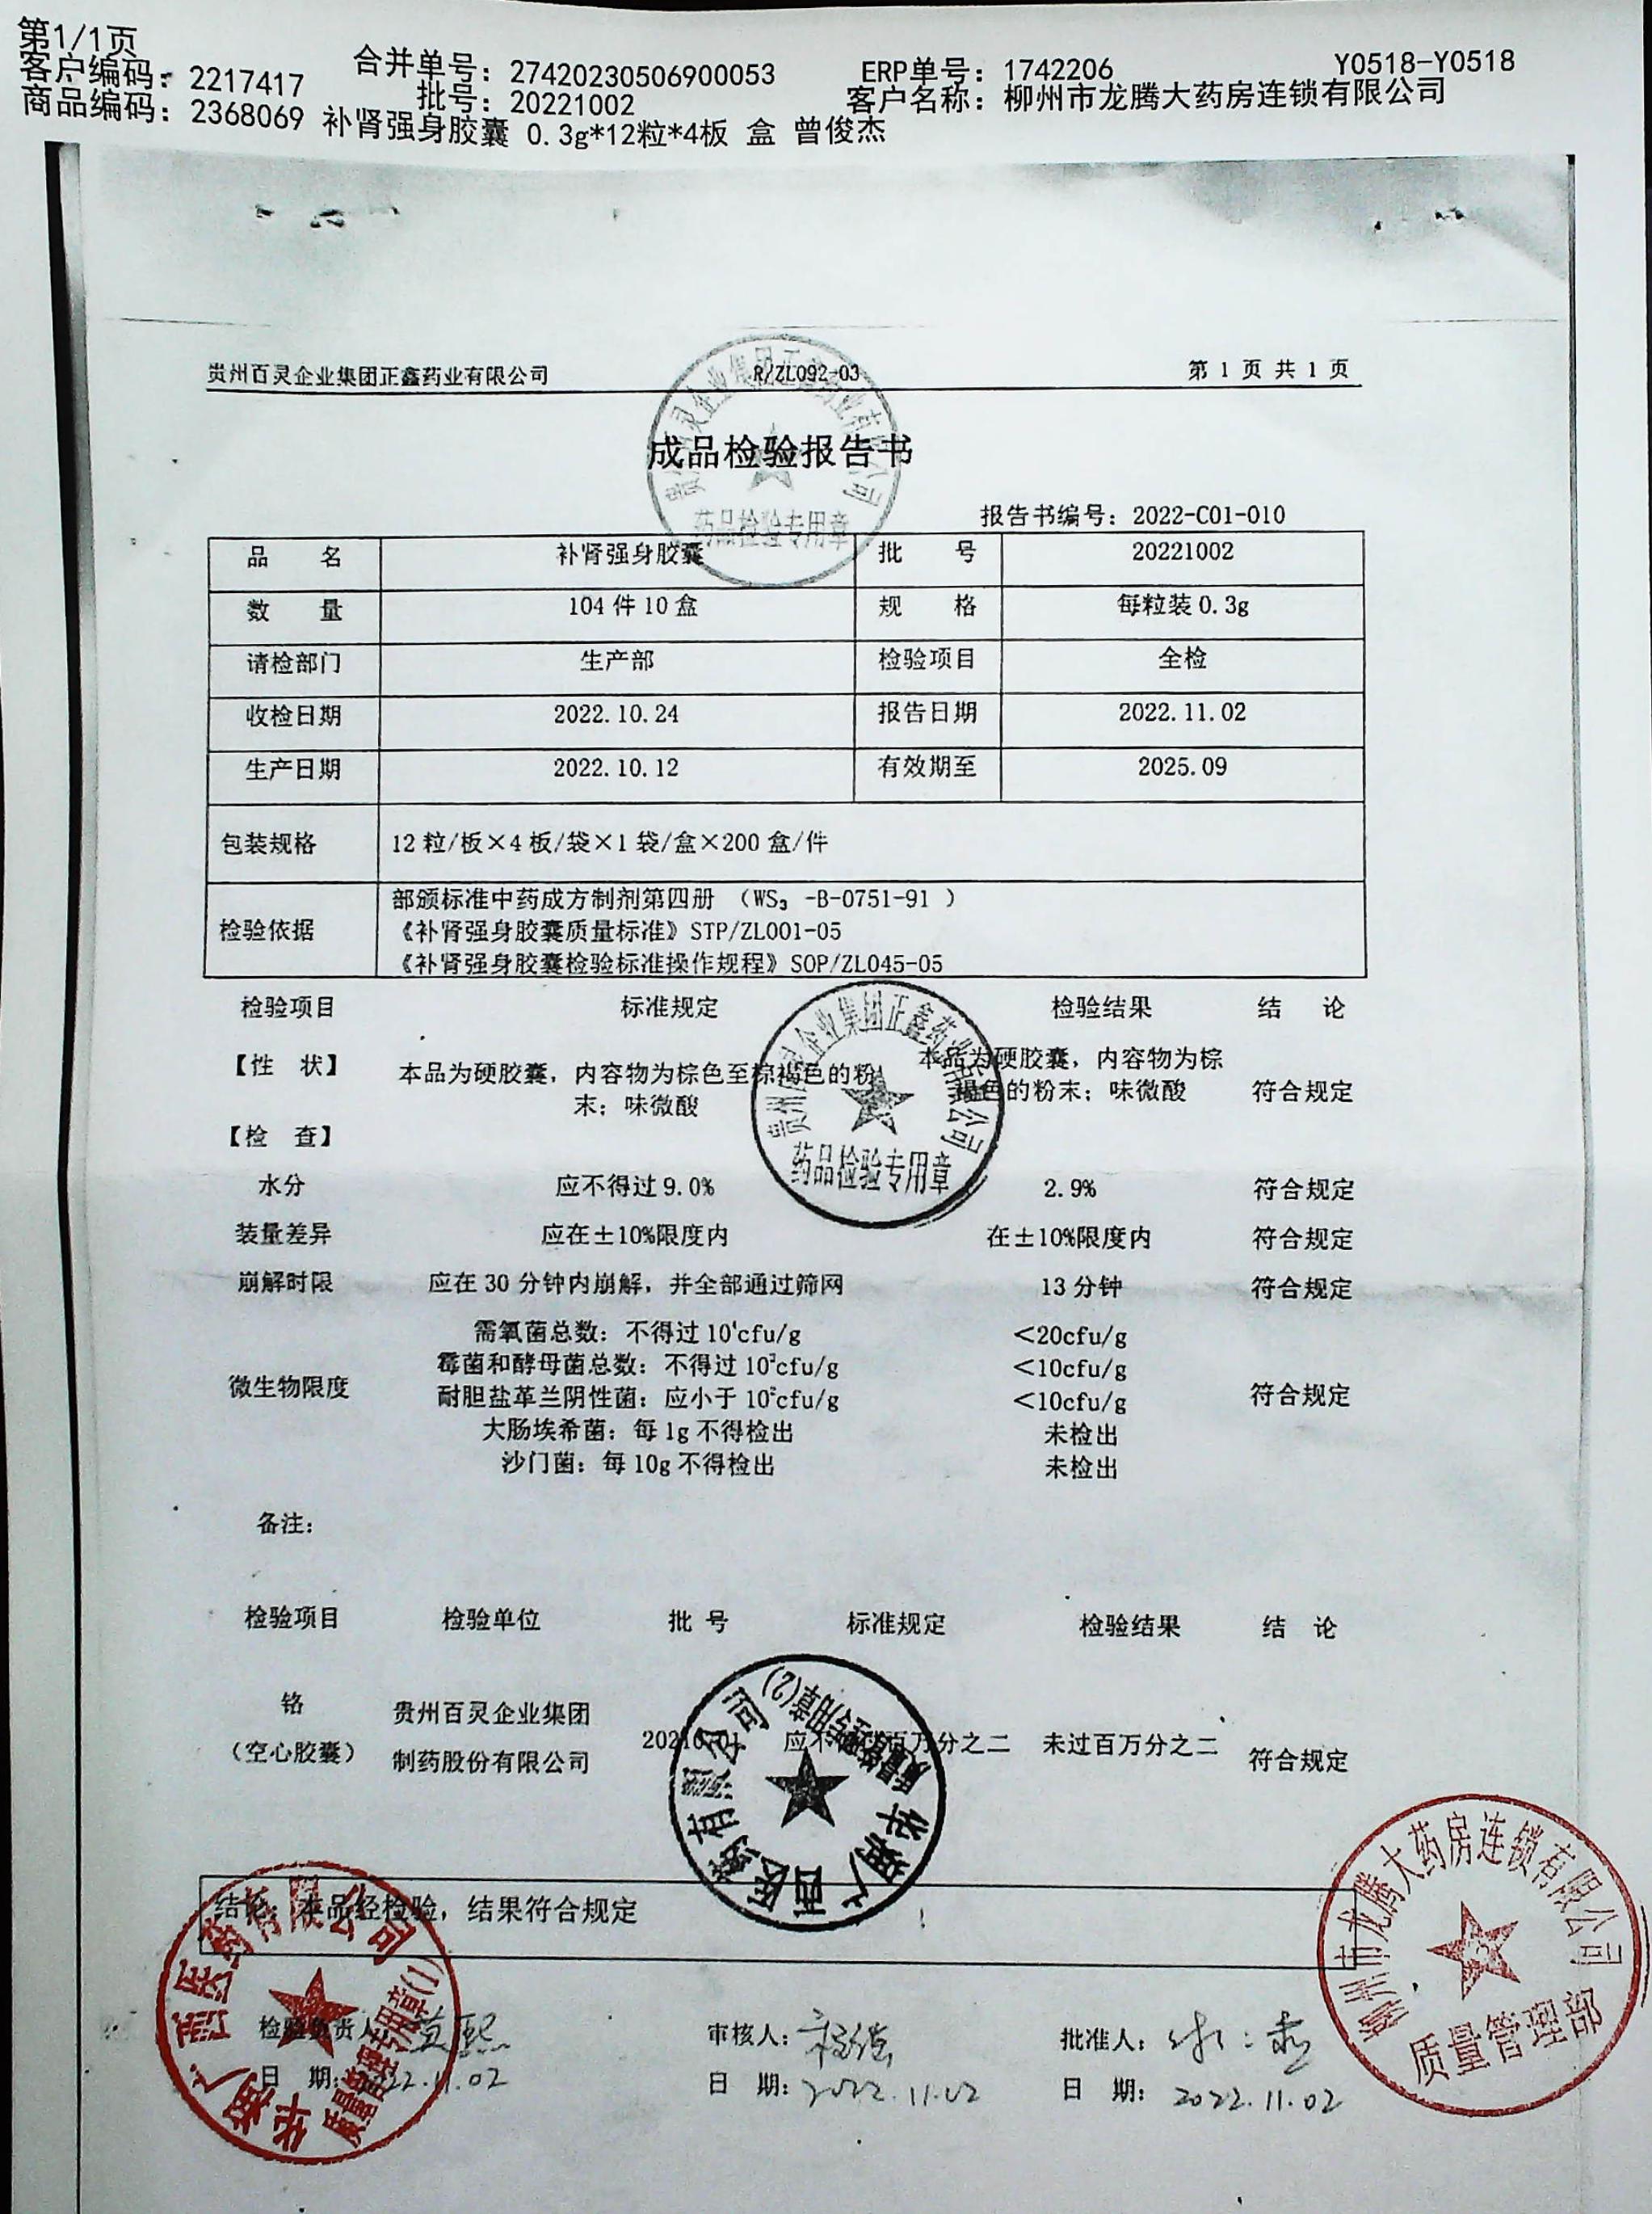 第1/1页
客户编码：2217417 合并单号：27420230506900053 ERP单号：1742206 Y0518-Y0518
商品编码：2368069 补肾强身胶囊 0.3g*12粒*4板 盒 曾俊杰 批号：20221002 客户名称：柳州市龙腾大药房连锁有限公司
贵州百灵企业集团正鑫药业有限公司 R/ZL092-03 第 1 页 共 1 页
成品检验报告书
药品检验专用章
报告书编号：2022-C01-010
品 名 补肾强身胶囊 批 号 20221002
数 量 104 件 10 盒 规 格 每粒装 0.3g
请检部门 生产部 检验项目 全检
收检日期 2022.10.24 报告日期 2022.11.02
生产日期 2022.10.12 有效期至 2025.09
包装规格 12 粒/板×4 板/袋×1 袋/盒×200 盒/件
检验依据 部颁标准中药成方制剂第四册 （WS₃ -B-0751-91 ）
《补肾强身胶囊质量标准》STP/ZL001-05
《补肾强身胶囊检验标准操作规程》SOP/ZL045-05
检验项目 标准规定 检验结果 结 论
【性 状】 本品为硬胶囊，内容物为棕色至棕褐色的粉末；味微酸 本品为硬胶囊，内容物为棕褐色的粉末；味微酸 符合规定
贵州百灵企业集团正鑫药业有限公司
药品检验专用章
【检 查】
水分 应不得过 9.0% 2.9% 符合规定
装量差异 应在±10%限度内 在±10%限度内 符合规定
崩解时限 应在 30 分钟内崩解，并全部通过筛网 13 分钟 符合规定
微生物限度 需氧菌总数：不得过 10⁴cfu/g <20cfu/g 符合规定
霉菌和酵母菌总数：不得过 10²cfu/g <10cfu/g
耐胆盐革兰阴性菌：应小于 10²cfu/g <10cfu/g
大肠埃希菌：每 1g 不得检出 未检出
沙门菌：每 10g 不得检出 未检出
备注：
检验项目 检验单位 批 号 标准规定 检验结果 结 论
铬（空心胶囊） 贵州百灵企业集团制药股份有限公司 应不得过百万分之二 未过百万分之二 符合规定
结论：本品经检验，结果符合规定
检验负责人： 审核人： 批准人：
日 期：2022.11.02 日 期：2022.11.02 日 期：2022.11.02
柳州市龙腾大药房连锁有限公司
质量管理部